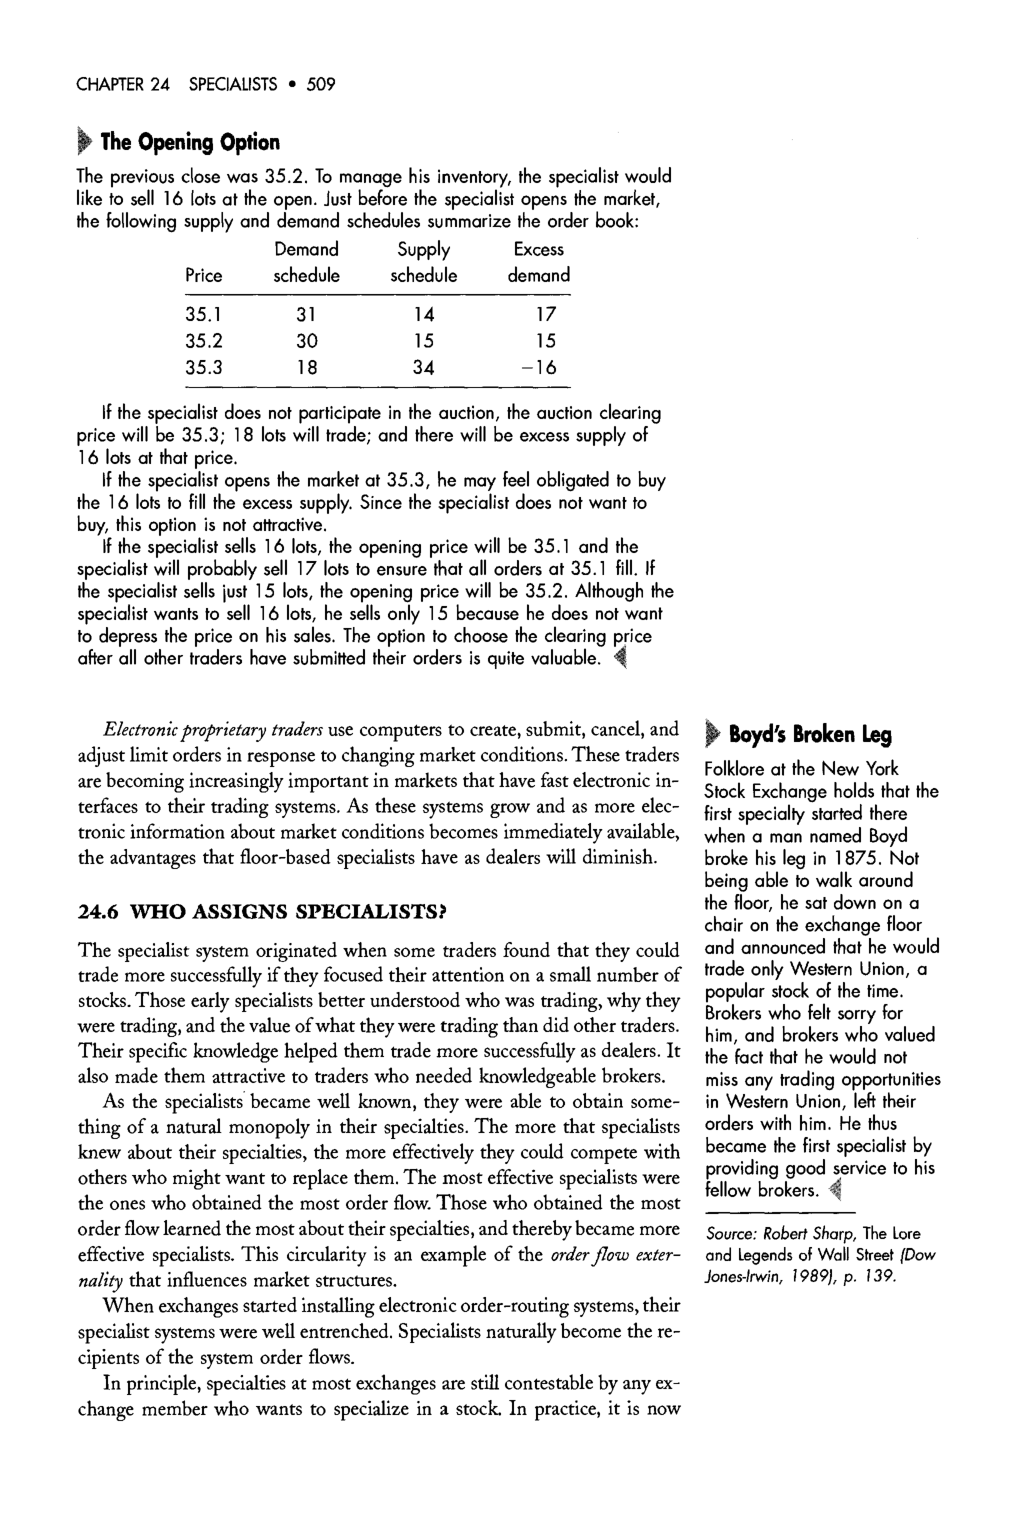 CHAPTER 24 SPECIALISTS • 509
The Opening Option
The previous close was 35.2. To manage his inventory, the specialist would
like to sell 16 lots at the open. Just before the specialist opens the market,
the following supply and demand schedules summarize the order book:
Demand Supply Excess
Price schedule schedule demand
35.1 31 14 17
35.2 30 15 15
35.3 18 34 −16
If the specialist does not participate in the auction, the auction clearing
price will be 35.3; 18 lots will trade; and there will be excess supply of
16 lots at that price.
If the specialist opens the market at 35.3, he may feel obligated to buy
the 16 lots to fill the excess supply. Since the specialist does not want to
buy, this option is not attractive.
If the specialist sells 16 lots, the opening price will be 35.1 and the
specialist will probably sell 17 lots to ensure that all orders at 35.1 fill. If
the specialist sells just 15 lots, the opening price will be 35.2. Although the
specialist wants to sell 16 lots, he sells only 15 because he does not want
to depress the price on his sales. The option to choose the clearing price
after all other traders have submitted their orders is quite valuable.
Electronic proprietary traders use computers to create, submit, cancel, and
adjust limit orders in response to changing market conditions. These traders
are becoming increasingly important in markets that have fast electronic in-
terfaces to their trading systems. As these systems grow and as more elec-
tronic information about market conditions becomes immediately available,
the advantages that floor-based specialists have as dealers will diminish.
24.6 WHO ASSIGNS SPECIALISTS?
The specialist system originated when some traders found that they could
trade more successfully if they focused their attention on a small number of
stocks. Those early specialists better understood who was trading, why they
were trading, and the value of what they were trading than did other traders.
Their specific knowledge helped them trade more successfully as dealers. It
also made them attractive to traders who needed knowledgeable brokers.
As the specialists became well known, they were able to obtain some-
thing of a natural monopoly in their specialties. The more that specialists
knew about their specialties, the more effectively they could compete with
others who might want to replace them. The most effective specialists were
the ones who obtained the most order flow. Those who obtained the most
order flow learned the most about their specialties, and thereby became more
effective specialists. This circularity is an example of the order flow exter-
nality that influences market structures.
When exchanges started installing electronic order-routing systems, their
specialist systems were well entrenched. Specialists naturally become the re-
cipients of the system order flows.
In principle, specialties at most exchanges are still contestable by any ex-
change member who wants to specialize in a stock. In practice, it is now
Boyd's Broken Leg
Folklore at the New York
Stock Exchange holds that the
first specialty started there
when a man named Boyd
broke his leg in 1875. Not
being able to walk around
the floor, he sat down on a
chair on the exchange floor
and announced that he would
trade only Western Union, a
popular stock of the time.
Brokers who felt sorry for
him, and brokers who valued
the fact that he would not
miss any trading opportunities
in Western Union, left their
orders with him. He thus
became the first specialist by
providing good service to his
fellow brokers.
Source: Robert Sharp, The Lore
and Legends of Wall Street (Dow
Jones-Irwin, 1989), p. 139.